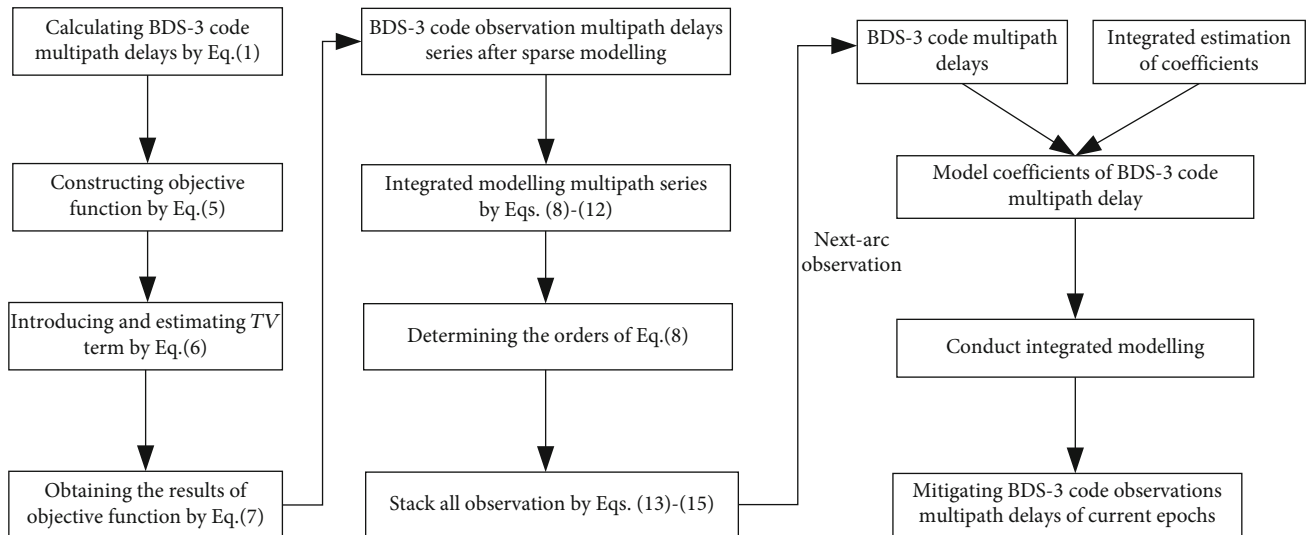 Calculating BDS-3 code
multipath delays by Eq.(1)
Constructing objective
function by Eq.(5)
Introducing and estimating TV
term by Eq.(6)
Obtaining the results of
objective function by Eq.(7)
BDS-3 code observation multipath delays
series after sparse modelling
Integrated modelling multipath series
by Eqs. (8)-(12)
Determining the orders of Eq.(8)
Stack all observation by Eqs. (13)-(15)
Next-arc
observation
BDS-3 code multipath
delays
Integrated estimation
of coefficients
Model coefficients of BDS-3 code
multipath delay
Conduct integrated modelling
Mitigating BDS-3 code observations
multipath delays of current epochs